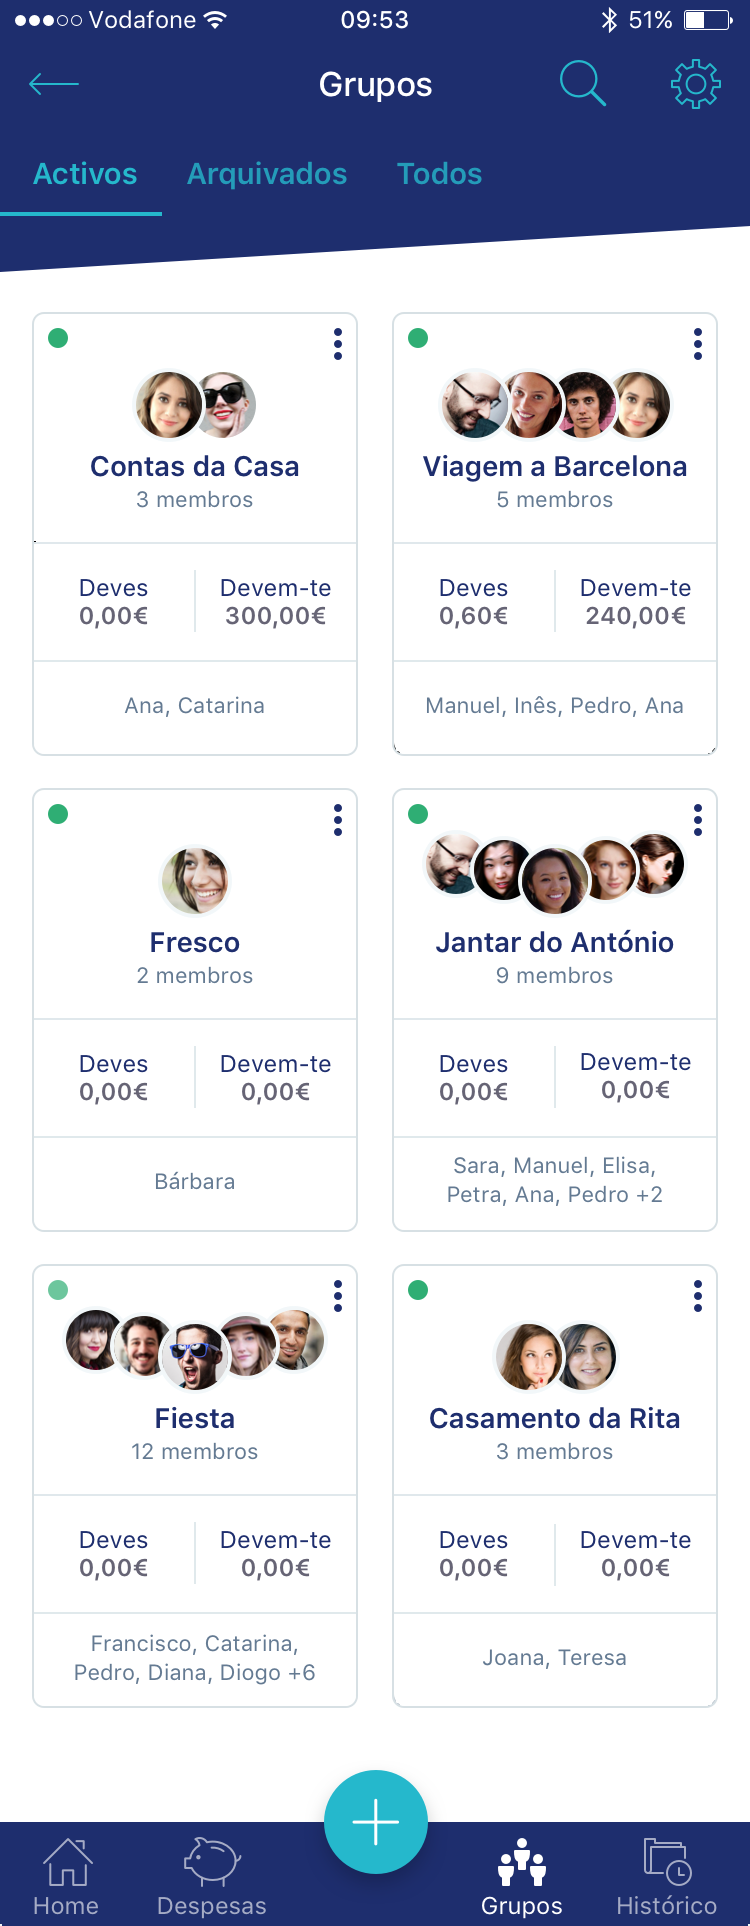 Vodafone 09:53 51%
Grupos
Activos Arquivados Todos
Contas da Casa
3 membros
Deves Devem-te
0,00€ 300,00€
Ana, Catarina
Viagem a Barcelona
5 membros
Deves Devem-te
0,60€ 240,00€
Manuel, Inês, Pedro, Ana
Fresco
2 membros
Deves Devem-te
0,00€ 0,00€
Bárbara
Jantar do António
9 membros
Deves Devem-te
0,00€ 0,00€
Sara, Manuel, Elisa,
Petra, Ana, Pedro +2
Fiesta
12 membros
Deves Devem-te
0,00€ 0,00€
Francisco, Catarina,
Pedro, Diana, Diogo +6
Casamento da Rita
3 membros
Deves Devem-te
0,00€ 0,00€
Joana, Teresa
Home Despesas Grupos Histórico